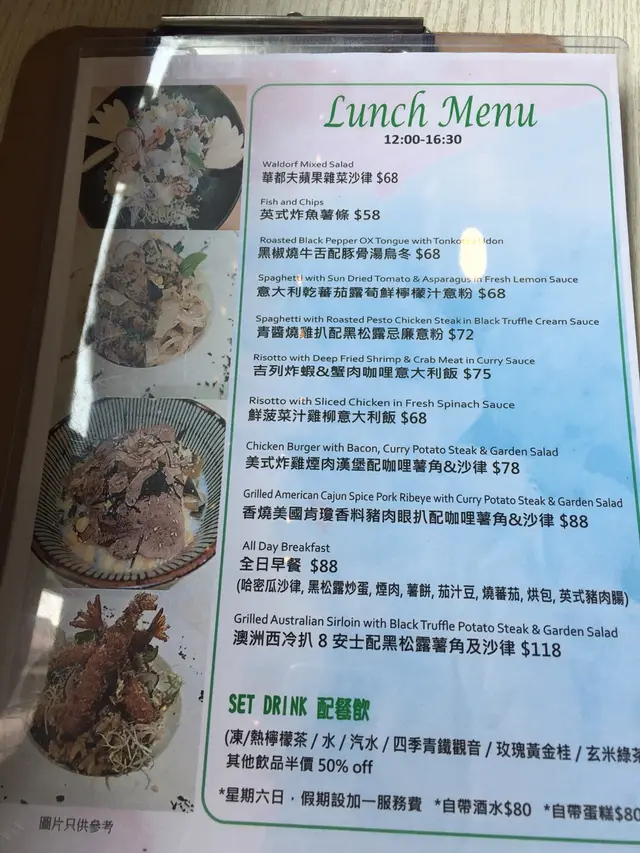 Lunch Menu
12:00-16:30
Waldorf Mixed Salad
華都夫蘋果雜菜沙律 $68
Fish and Chips
英式炸魚薯條 $58
Roasted Black Pepper OX Tongue with Tonkotsu Udon
黑椒燒牛舌配豚骨湯烏冬 $68
Spaghetti with Sun Dried Tomato & Asparagus in Fresh Lemon Sauce
意大利乾蕃茄露荀鮮檸檬汁意粉 $68
Spaghetti with Roasted Pesto Chicken Steak in Black Truffle Cream Sauce
青醬燒雞扒配黑松露忌廉意粉 $72
Risotto with Deep Fried Shrimp & Crab Meat in Curry Sauce
吉列炸蝦&蟹肉咖哩意大利飯 $75
Risotto with Sliced Chicken in Fresh Spinach Sauce
鮮菠菜汁雞柳意大利飯 $68
Chicken Burger with Bacon, Curry Potato Steak & Garden Salad
美式炸雞煙肉漢堡配咖哩薯角&沙律 $78
Grilled American Cajun Spice Pork Ribeye with Curry Potato Steak & Garden Salad
香燒美國肯瓊香料豬肉眼扒配咖哩薯角&沙律 $88
All Day Breakfast
全日早餐 $88
(哈密瓜沙律, 黑松露炒蛋, 煙肉, 薯餅, 茄汁豆, 燒蕃茄, 烘包, 英式豬肉腸)
Grilled Australian Sirloin with Black Truffle Potato Steak & Garden Salad
澳洲西冷扒 8 安士配黑松露薯角及沙律 $118
SET DRINK 配餐飲
(凍/熱檸檬茶 / 水 / 汽水 / 四季青鐵觀音 / 玫瑰黃金桂 / 玄米綠茶
其他飲品半價 50% off
*星期六日，假期設加一服務費 *自帶酒水$80 *自帶蛋糕$80
圖片只供參考